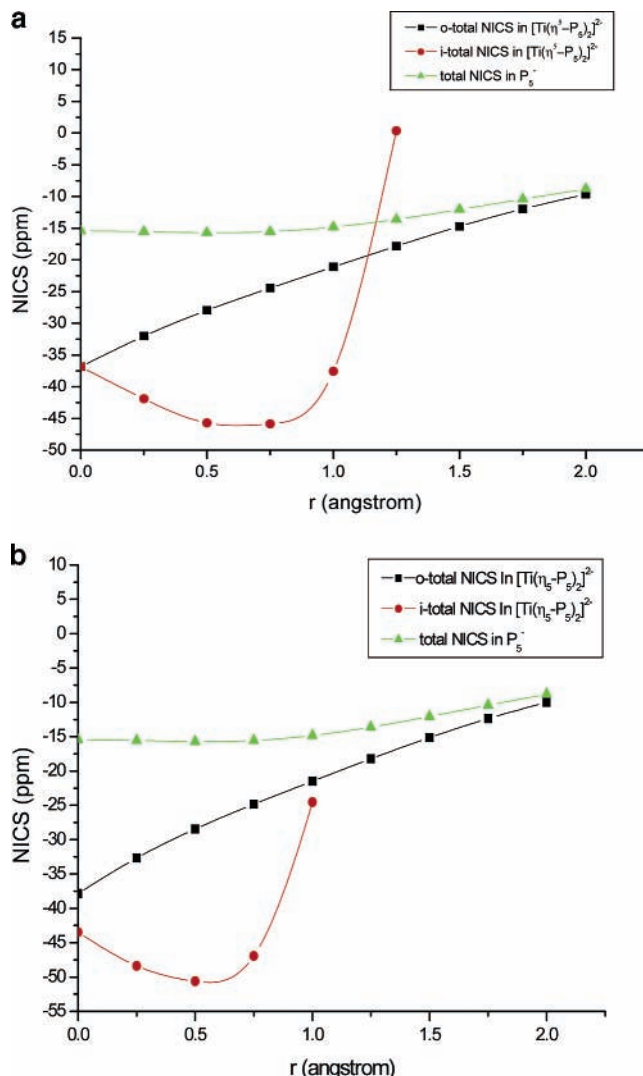 a
15
10
5
0
-5
-10
-15
-20
-25
-30
-35
-40
-45
-50
NICS (ppm)
o-total NICS in [Ti(η⁵-P₅)₂]²⁻
i-total NICS in [Ti(η⁵-P₅)₂]²⁻
total NICS in P₅⁻
0.0 0.5 1.0 1.5 2.0
r (angstrom)
b
10
5
0
-5
-10
-15
-20
-25
-30
-35
-40
-45
-50
-55
NICS (ppm)
o-total NICS In [Ti(η₅-P₅)₂]²⁻
i-total NICS In [Ti(η₅-P₅)₂]²⁻
total NICS in P₅⁻
0.0 0.5 1.0 1.5 2.0
r (angstrom)